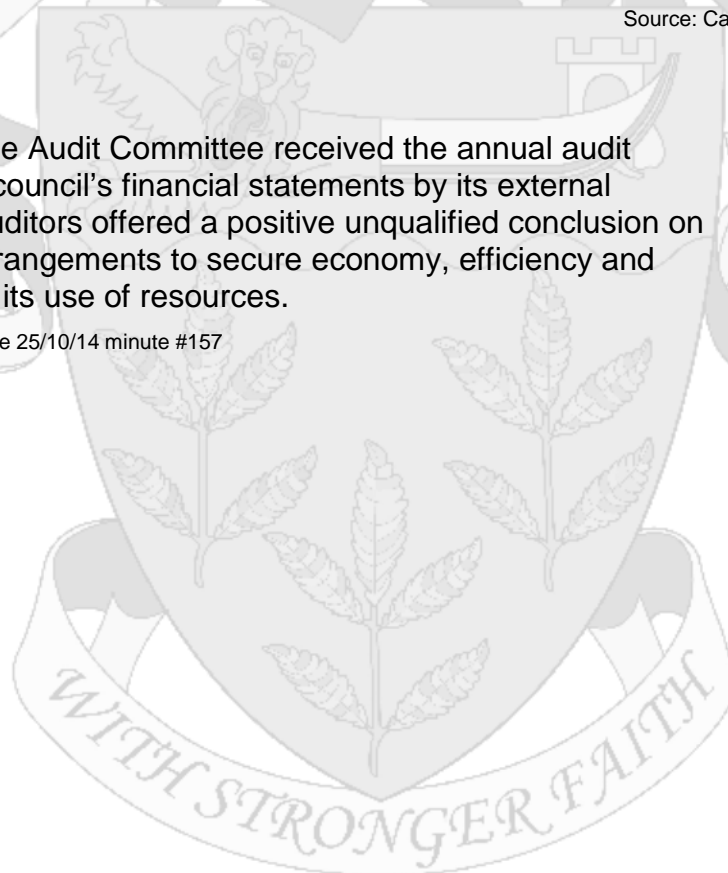 Source: Ca
e Audit Committee received the annual audit
council's financial statements by its external
uditors offered a positive unqualified conclusion on
rangements to secure economy, efficiency and
its use of resources.
e 25/10/14 minute #157
WITH STRONGER FAITH